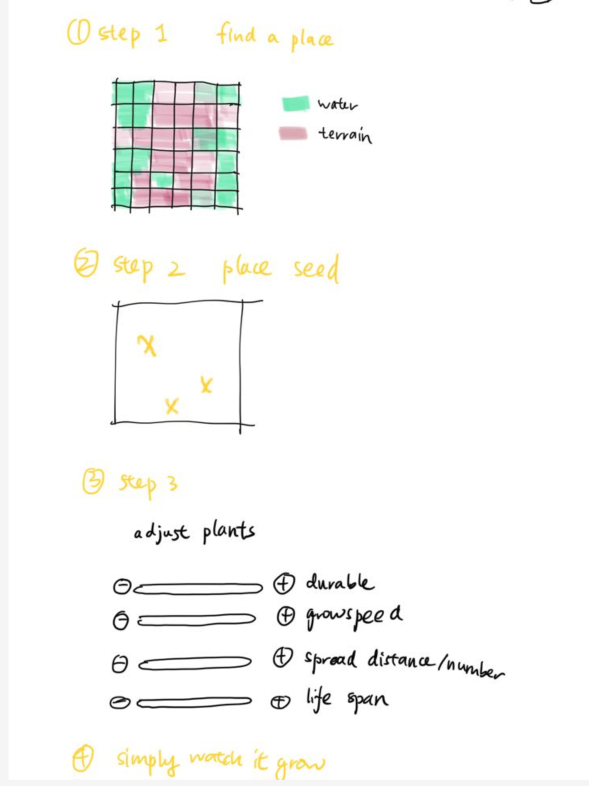 ① step 1 find a place
water
terrain
② step 2 place seed
x
x
x
③ step 3
adjust plants
⊖ ⊕ durable
⊖ ⊕ growspeed
⊖ ⊕ spread distance/number
⊖ ⊕ life span
④ simply watch it grow